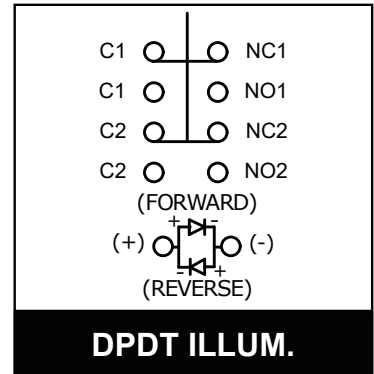 C1 NC1
C1 NO1
C2 NC2
C2 NO2
(FORWARD)
+ -
(+) (-)
- +
(REVERSE)
DPDT ILLUM.